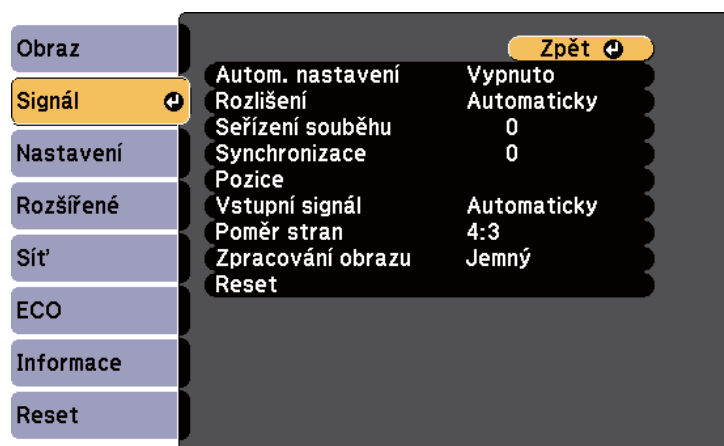 Obraz
Signál
Nastavení
Rozšířené
Síť
ECO
Informace
Reset
Zpět
Autom. nastavení Vypnuto
Rozlišení Automaticky
Seřízení souběhu 0
Synchronizace 0
Pozice
Vstupní signál Automaticky
Poměr stran 4:3
Zpracování obrazu Jemný
Reset